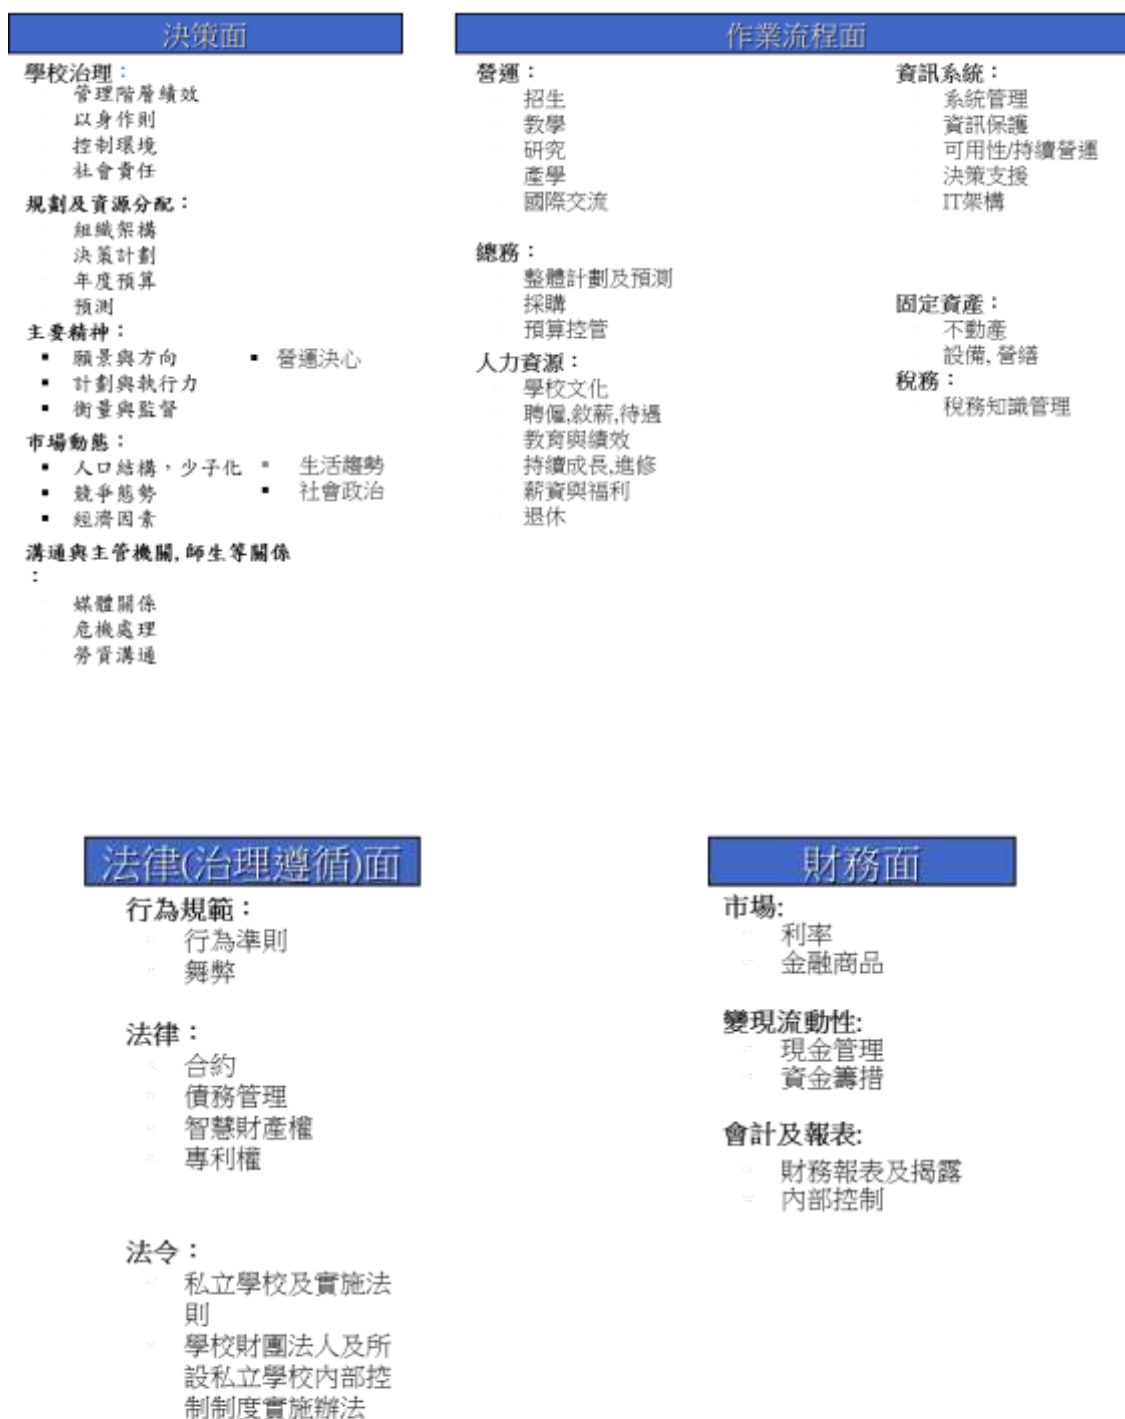 決策面
學校治理：
管理階層績效
以身作則
控制環境
社會責任
規劃及資源分配：
組織架構
決策計劃
年度預算
預測
主要精神：
▪ 願景與方向 ▪ 營運決心
▪ 計劃與執行力
▪ 衡量與監督
市場動態：
▪ 人口結構，少子化 ▪ 生活趨勢
▪ 競爭態勢 ▪ 社會政治
▪ 經濟因素
溝通與主管機關,師生等關係
：
媒體關係
危機處理
勞資溝通
作業流程面
營運：
招生
教學
研究
產學
國際交流
總務：
整體計劃及預測
採購
預算控管
人力資源：
學校文化
聘僱,敘薪,待遇
教育與績效
持續成長,進修
薪資與福利
退休
資訊系統：
系統管理
資訊保護
可用性/持續營運
決策支援
IT架構
固定資產：
不動產
設備,營繕
稅務：
稅務知識管理
法律(治理遵循)面
行為規範：
行為準則
舞弊
法律：
合約
債務管理
智慧財產權
專利權
法令：
私立學校及實施法
則
學校財團法人及所
設私立學校內部控
制制度實施辦法
財務面
市場:
利率
金融商品
變現流動性:
現金管理
資金籌措
會計及報表:
財務報表及揭露
內部控制